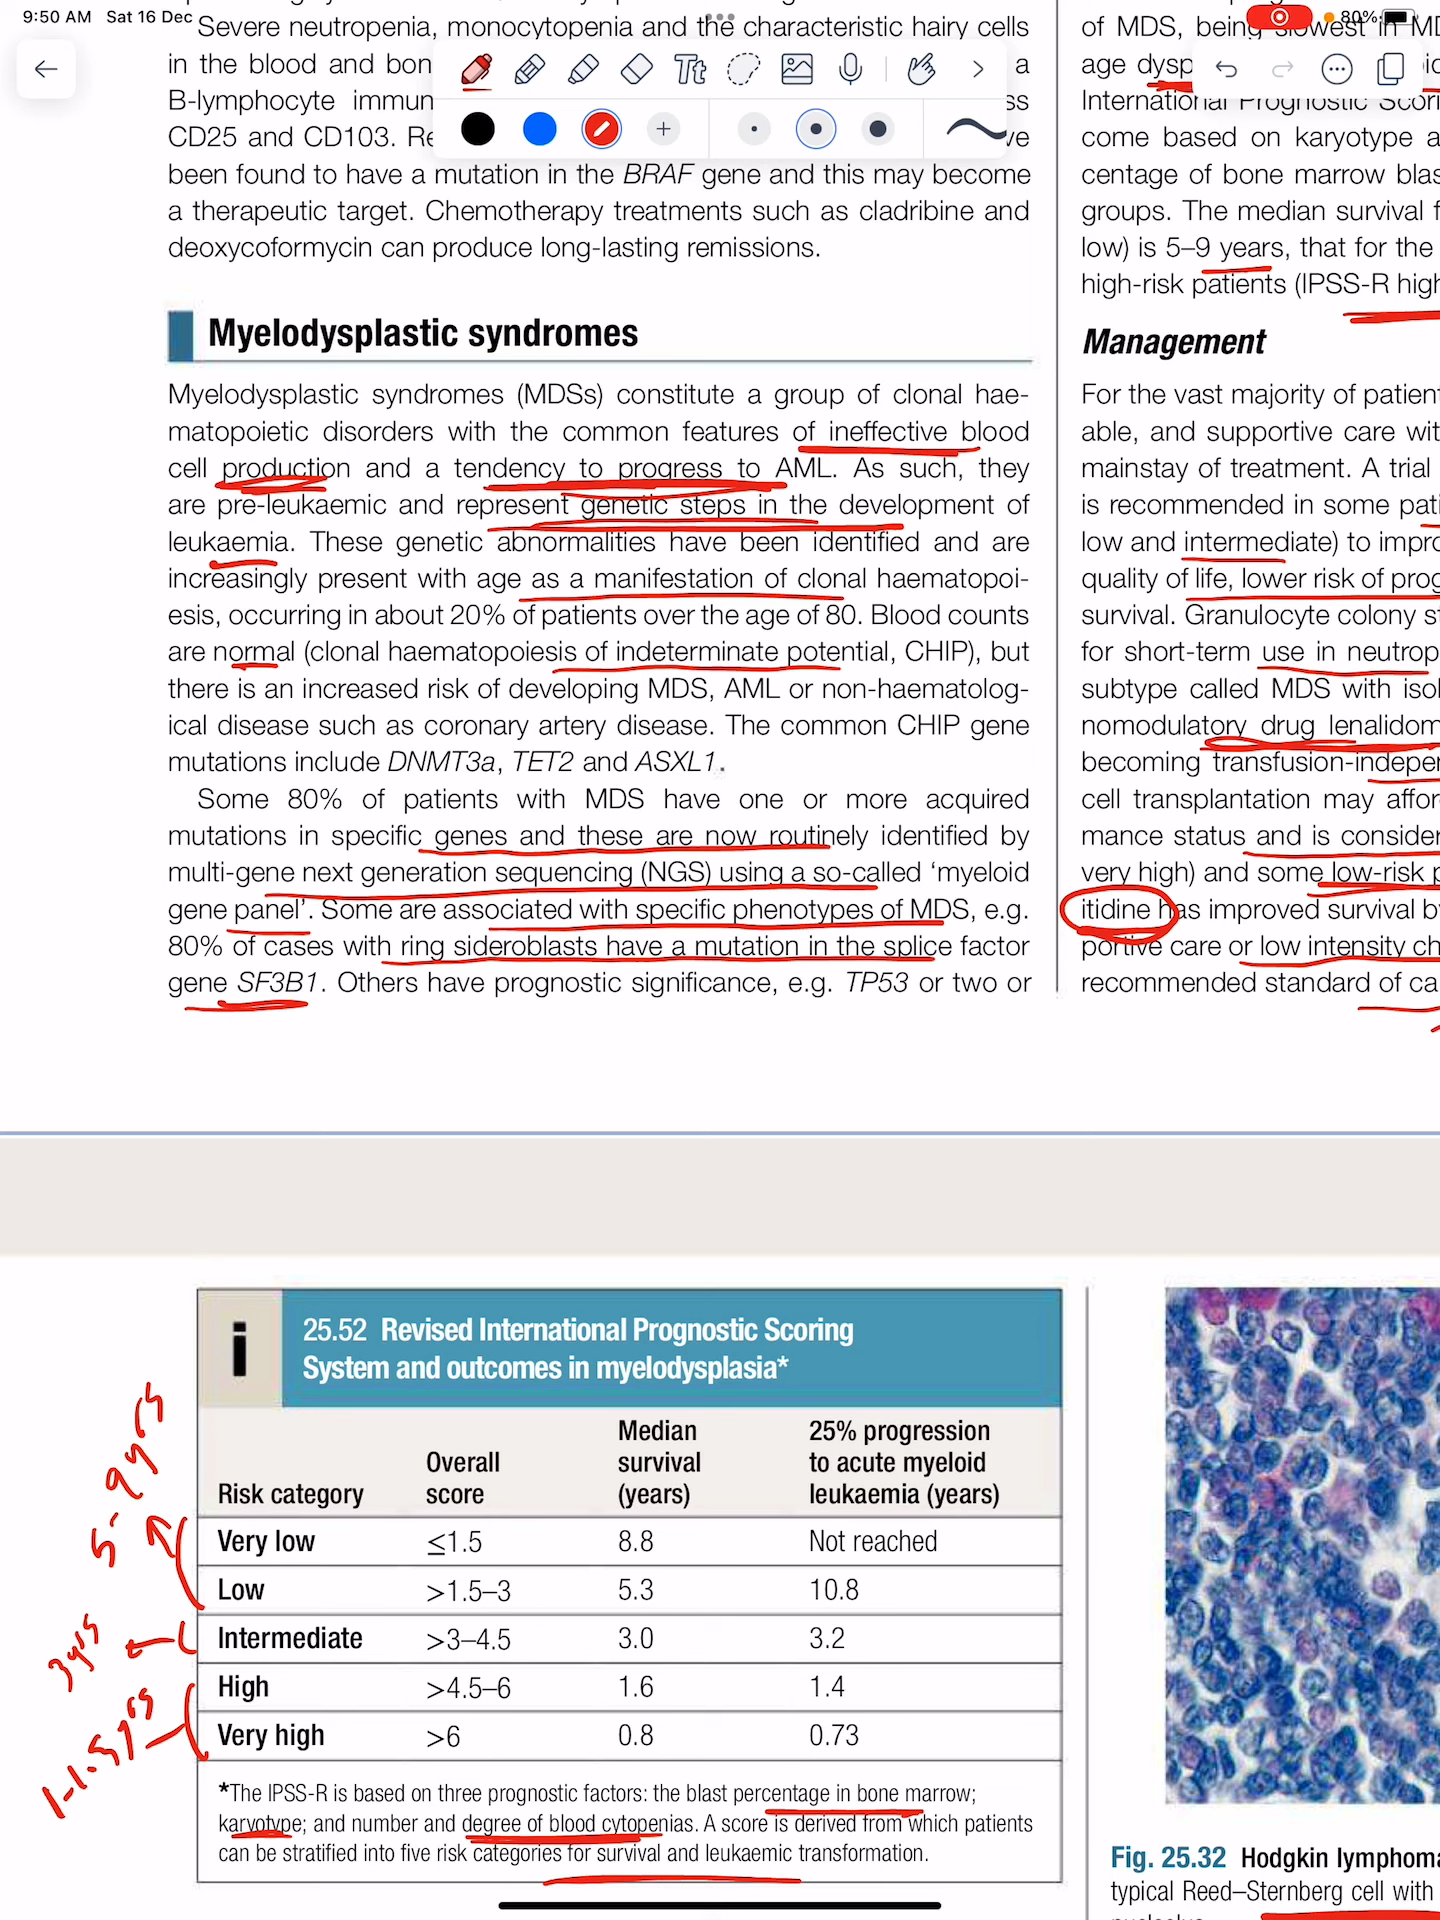 9:50 AM Sat 16 Dec
80%
Severe neutropenia, monocytopenia and the characteristic hairy cells
in the blood and bon
a
B-lymphocyte immun
ss
CD25 and CD103. Re
ve
been found to have a mutation in the BRAF gene and this may become
a therapeutic target. Chemotherapy treatments such as cladribine and
deoxycoformycin can produce long-lasting remissions.
Tt
Myelodysplastic syndromes
Myelodysplastic syndromes (MDSs) constitute a group of clonal hae-
matopoietic disorders with the common features of ineffective blood
cell production and a tendency to progress to AML. As such, they
are pre-leukaemic and represent genetic steps in the development of
leukaemia. These genetic abnormalities have been identified and are
increasingly present with age as a manifestation of clonal haematopoi-
esis, occurring in about 20% of patients over the age of 80. Blood counts
are normal (clonal haematopoiesis of indeterminate potential, CHIP), but
there is an increased risk of developing MDS, AML or non-haematolog-
ical disease such as coronary artery disease. The common CHIP gene
mutations include DNMT3a, TET2 and ASXL1.
Some 80% of patients with MDS have one or more acquired
mutations in specific genes and these are now routinely identified by
multi-gene next generation sequencing (NGS) using a so-called ‘myeloid
gene panel’. Some are associated with specific phenotypes of MDS, e.g.
80% of cases with ring sideroblasts have a mutation in the splice factor
gene SF3B1. Others have prognostic significance, e.g. TP53 or two or
of MDS, being slowest in MD
age dysp
International Prognostic Scori
come based on karyotype a
centage of bone marrow blas
groups. The median survival f
low) is 5–9 years, that for the
high-risk patients (IPSS-R high
Management
For the vast majority of patient
able, and supportive care wit
mainstay of treatment. A trial
is recommended in some pati
low and intermediate) to impro
quality of life, lower risk of prog
survival. Granulocyte colony st
for short-term use in neutrop
subtype called MDS with isol
nomodulatory drug lenalidom
becoming transfusion-indeper
cell transplantation may affor
mance status and is consider
very high) and some low-risk p
itidine has improved survival by
portive care or low intensity ch
recommended standard of ca
i
25.52 Revised International Prognostic Scoring
System and outcomes in myelodysplasia*
Risk category Overall score Median survival (years) 25% progression to acute myeloid leukaemia (years)
Very low ≤1.5 8.8 Not reached
Low >1.5–3 5.3 10.8
Intermediate >3–4.5 3.0 3.2
High >4.5–6 1.6 1.4
Very high >6 0.8 0.73
*The IPSS-R is based on three prognostic factors: the blast percentage in bone marrow;
karyotype; and number and degree of blood cytopenias. A score is derived from which patients
can be stratified into five risk categories for survival and leukaemic transformation.
5-9yrs
3yrs
1-1.5yrs
Fig. 25.32 Hodgkin lymphoma
typical Reed–Sternberg cell with